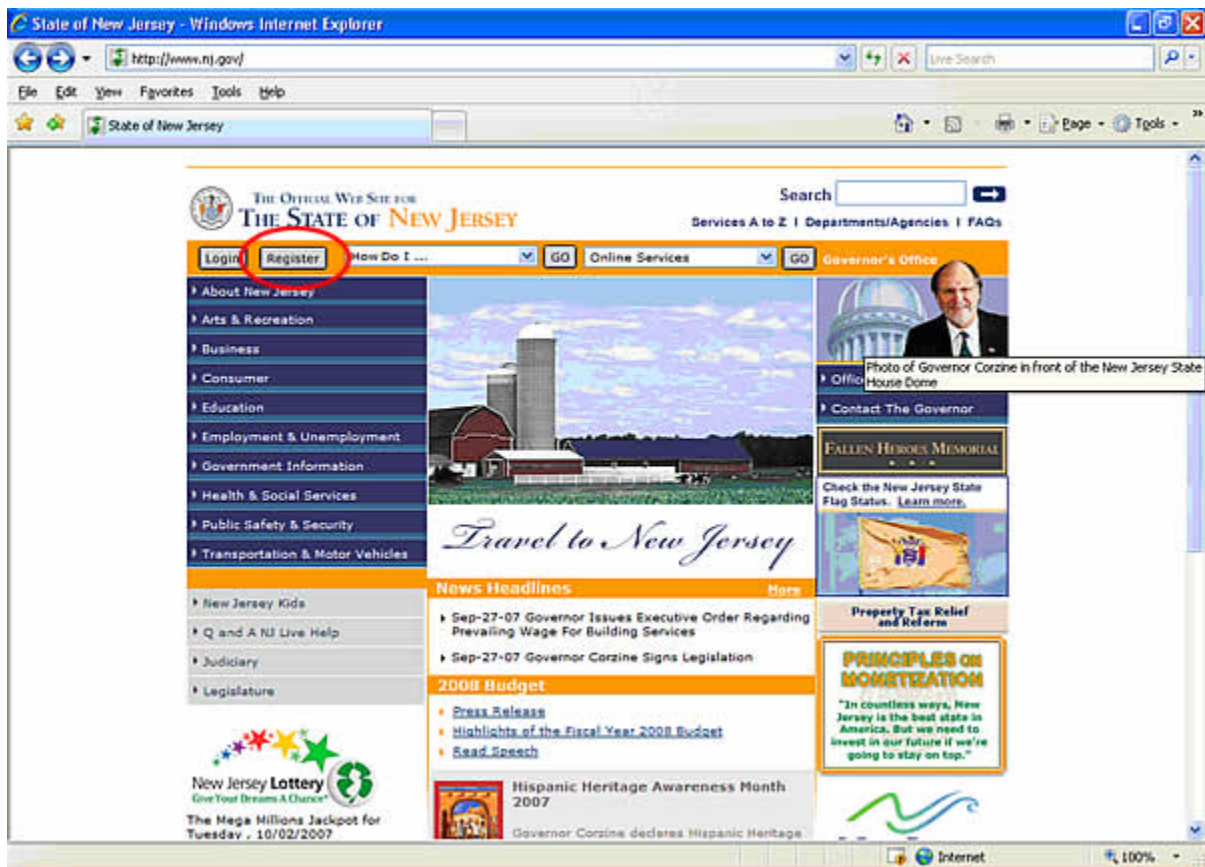 State of New Jersey - Windows Internet Explorer
http://www.nj.gov/
Live Search
File Edit View Favorites Tools Help
State of New Jersey
Page Tools
THE OFFICIAL WEB SITE FOR
THE STATE OF NEW JERSEY
Search
Services A to Z | Departments/Agencies | FAQs
Login Register How Do I ... GO Online Services GO Governor's Office
About New Jersey
Arts & Recreation
Business
Consumer
Education
Employment & Unemployment
Government Information
Health & Social Services
Public Safety & Security
Transportation & Motor Vehicles
New Jersey Kids
Q and A NJ Live Help
Judiciary
Legislature
New Jersey Lottery
Give Your Dreams A Chance
The Mega Millions Jackpot for
Tuesday , 10/02/2007
Travel to New Jersey
News Headlines More
Sep-27-07 Governor Issues Executive Order Regarding
Prevailing Wage For Building Services
Sep-27-07 Governor Corzine Signs Legislation
2008 Budget
Press Release
Highlights of the Fiscal Year 2008 Budget
Read Speech
Hispanic Heritage Awareness Month
2007
Governor Corzine declares Hispanic Heritage
Photo of Governor Corzine in front of the New Jersey State
House Dome
Contact The Governor
FALLEN HEROES MEMORIAL
Check the New Jersey State
Flag Status. Learn more.
Property Tax Relief
and Reform
PRINCIPLES ON
MONETIZATION
"In countless ways, New
Jersey is the best state in
America. But we need to
invest in our future if we're
going to stay on top."
Internet
100%